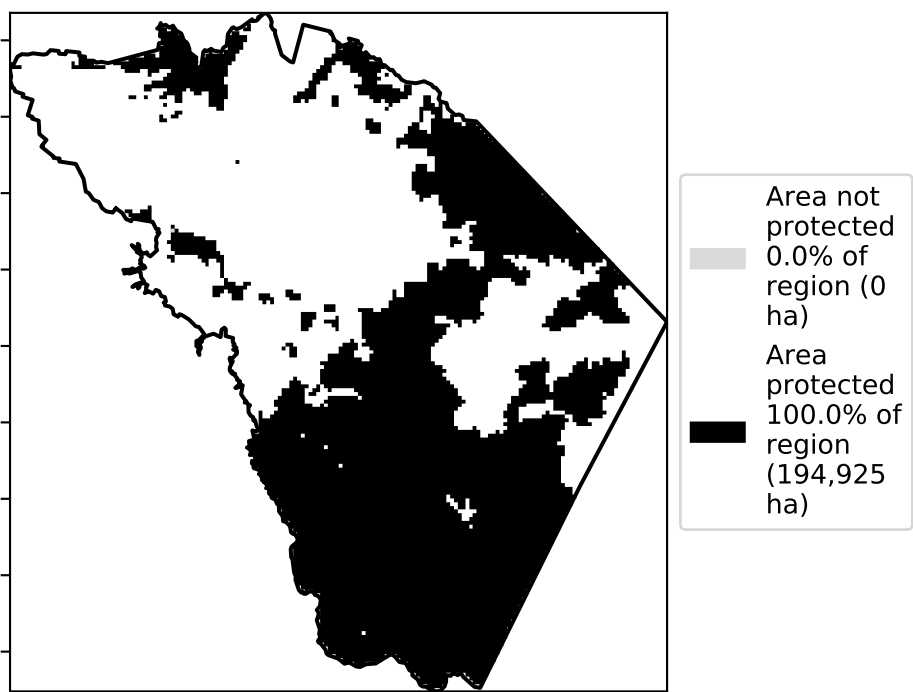 Area not
protected
0.0% of
region (0
ha)
Area
protected
100.0% of
region
(194,925
ha)